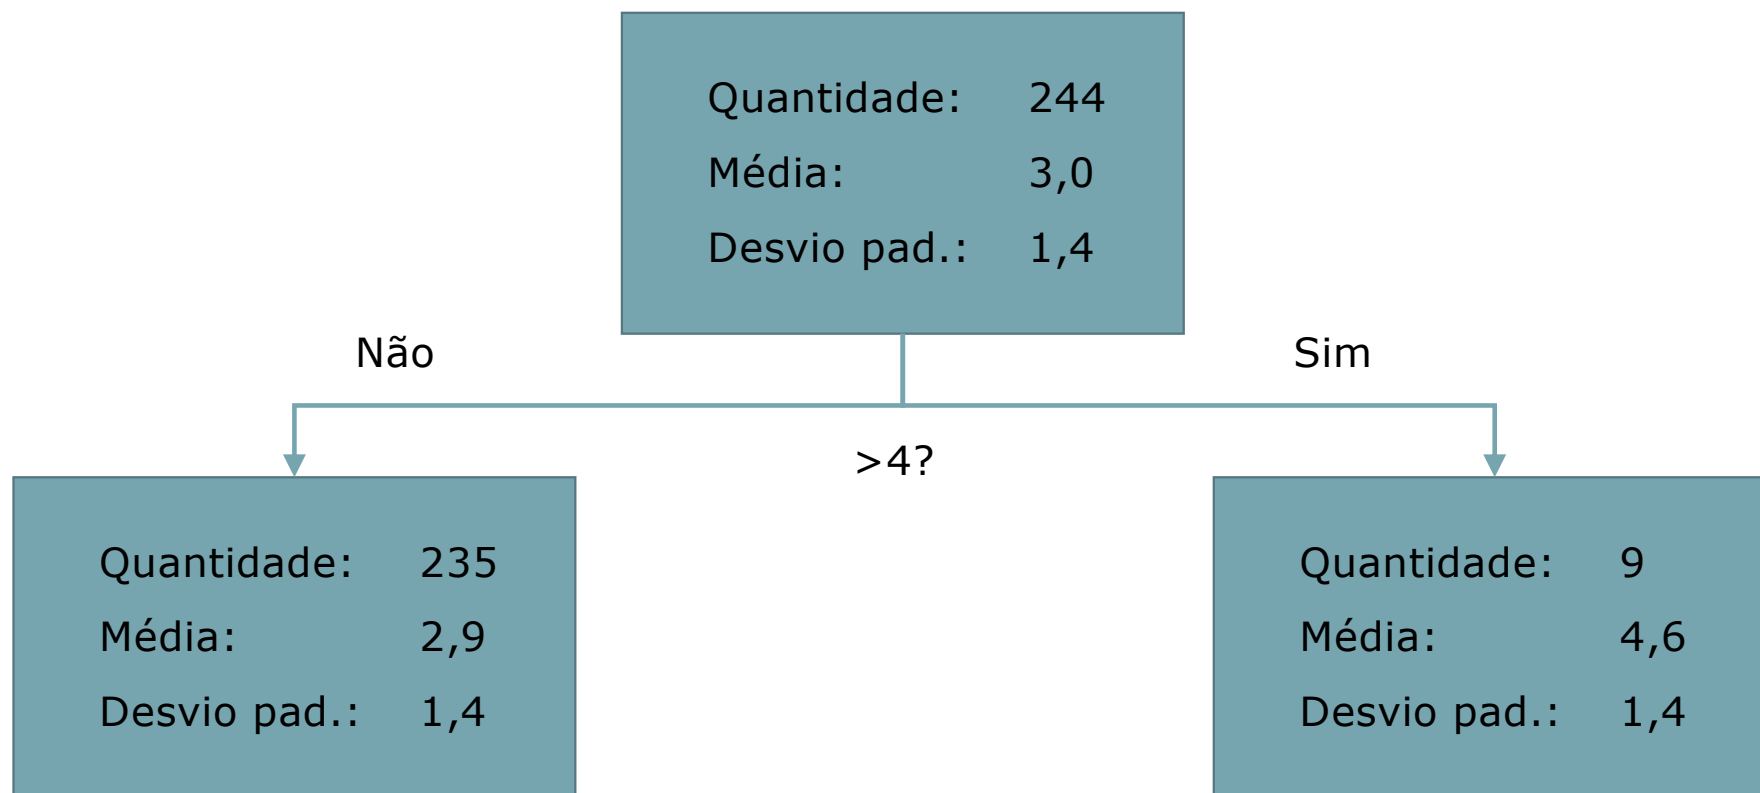 Quantidade: 244
Média: 3,0
Desvio pad.: 1,4
Não
Sim
>4?
Quantidade: 235
Média: 2,9
Desvio pad.: 1,4
Quantidade: 9
Média: 4,6
Desvio pad.: 1,4